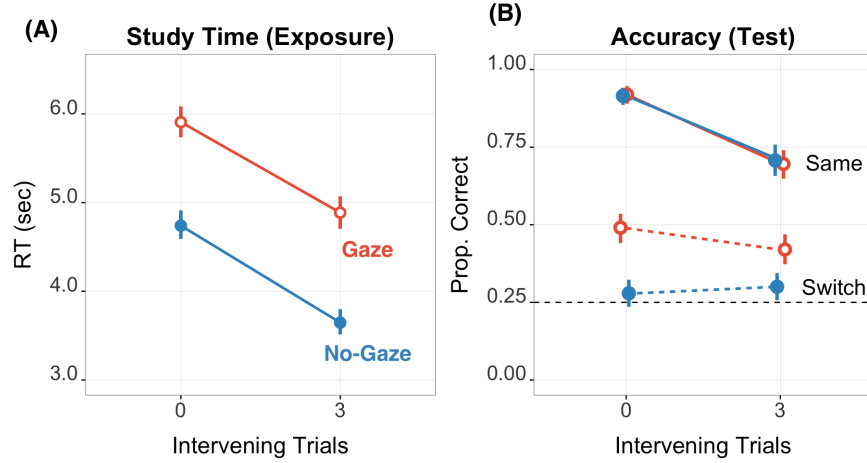 (A)
Study Time (Exposure)
RT (sec)
6.0
5.0
4.0
3.0
Gaze
No-Gaze
0 3
Intervening Trials
(B)
Accuracy (Test)
Prop. Correct
1.00
0.75
0.50
0.25
0.00
Same
Switch
0 3
Intervening Trials